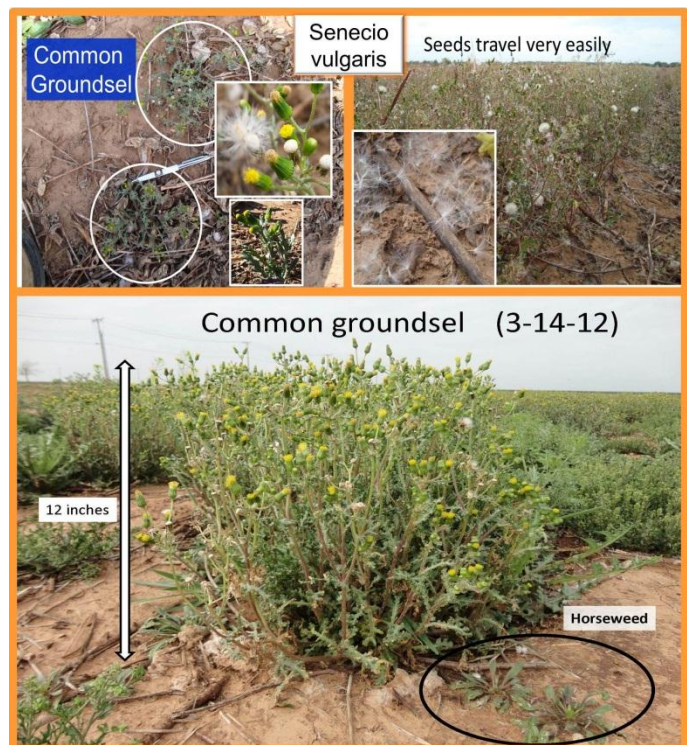 Common
Groundsel
Senecio
vulgaris
Seeds travel very easily
Common groundsel (3-14-12)
12 inches
Horseweed